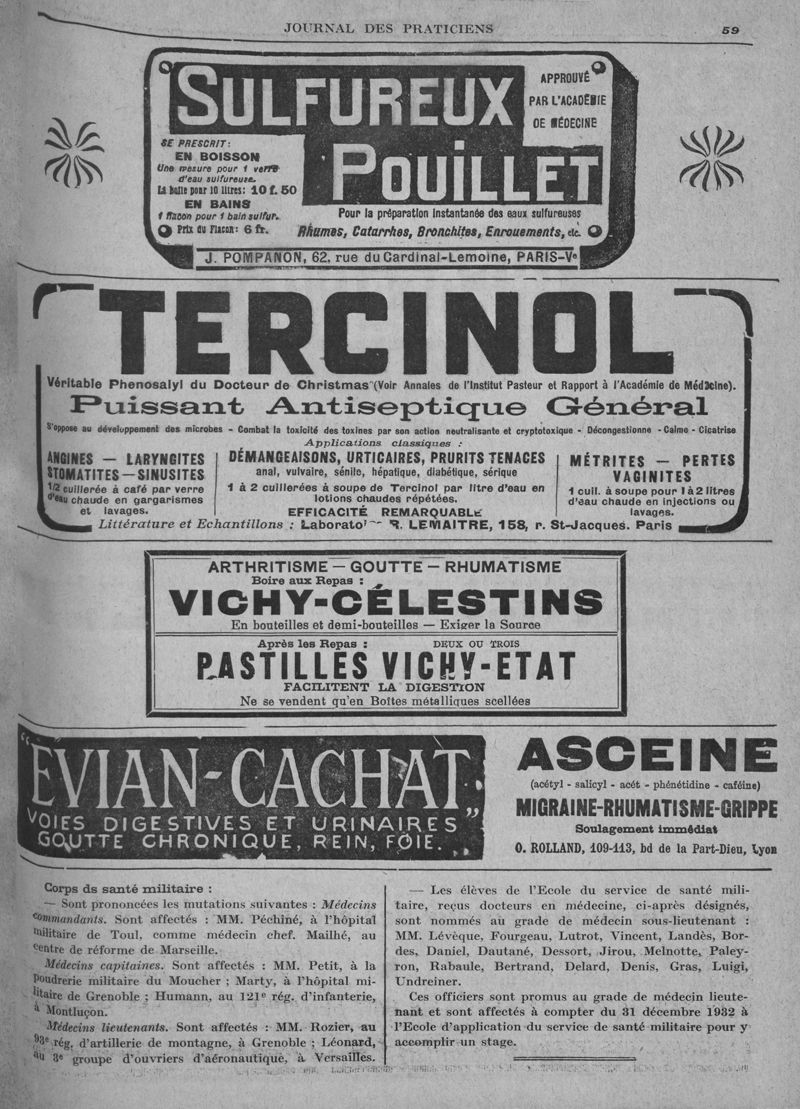 JOURNAL DES PRATICIENS 59
SULFUREUX
POUILLET
APPROUVÉ
PAR L'ACADÉMIE
DE MÉDECINE
SE PRESCRIT:
EN BOISSON
Une mesure pour 1 verre
d'eau sulfureuse.
La boîte pour 10 litres: 10 f. 50
EN BAINS
1 flacon pour 1 bain sulfur.
Prix du Flacon: 6 fr.
Pour la préparation instantanée des eaux sulfureuses
Rhumes, Catarrhes, Bronchites, Enrouements, etc.
J. POMPANON, 62, rue du Cardinal-Lemoine, PARIS-Ve
TERCINOL
Véritable Phenosalyl du Docteur de Christmas (Voir Annales de l'Institut Pasteur et Rapport à l'Académie de Médecine).
Puissant Antiseptique Général
S'oppose au développement des microbes - Combat la toxicité des toxines par son action neutralisante et cryptotoxique - Décongestionne - Calme - Cicatrise
Applications classiques :
ANGINES — LARYNGITES
STOMATITES — SINUSITES
1/2 cuillerée à café par verre
d'eau chaude en gargarismes
et lavages.
DÉMANGEAISONS, URTICAIRES, PRURITS TENACES
anal, vulvaire, sénile, hépatique, diabétique, sérique
1 à 2 cuillerées à soupe de Tercinol par litre d'eau en
lotions chaudes répétées.
EFFICACITÉ REMARQUABLE
MÉTRITES — PERTES
VAGINITES
1 cuil. à soupe pour 1 à 2 litres
d'eau chaude en injections ou
lavages.
Littérature et Echantillons : R. LEMAITRE, 158, r. St-Jacques. Paris
ARTHRITISME — GOUTTE — RHUMATISME
Boire aux Repas :
VICHY-CÉLESTINS
En bouteilles et demi-bouteilles — Exiger la Source
Après les Repas : DEUX OU TROIS
PASTILLES VICHY-ETAT
FACILITENT LA DIGESTION
Ne se vendent qu'en Boîtes métalliques scellées
"EVIAN-CACHAT"
VOIES DIGESTIVES ET URINAIRES
GOUTTE CHRONIQUE, REIN, FOIE.
ASCEINE
(acétyl - salicyl - acét - phénétidine - caféine)
MIGRAINE-RHUMATISME-GRIPPE
Soulagement immédiat
O. ROLLAND, 109-113, bd de la Part-Dieu, Lyon
Corps ds santé militaire :
— Sont prononcées les mutations suivantes : Médecins
commandants. Sont affectés : MM. Péchiné, à l'hôpital
militaire de Toul, comme médecin chef. Mailhé, au
centre de réforme de Marseille.
Médecins capitaines. Sont affectés : MM. Petit, à la
poudrerie militaire du Moucher ; Marty, à l'hôpital mi-
litaire de Grenoble ; Humann, au 121e rég. d'infanterie,
à Montluçon.
Médecins lieutenants. Sont affectés : MM. Rozier, au
93e rég. d'artillerie de montagne, à Grenoble ; Léonard,
au 3e groupe d'ouvriers d'aéronautique, à Versailles.
— Les élèves de l'Ecole du service de santé mili-
taire, reçus docteurs en médecine, ci-après désignés,
sont nommés au grade de médecin sous-lieutenant :
MM. Lévèque, Fourgeau, Lutrot, Vincent, Landès, Bor-
des, Daniel, Dautané, Dessort, Jirou, Melnotte, Paley-
ron, Rabaule, Bertrand, Delard, Denis, Gras, Luigi,
Undreiner.
Ces officiers sont promus au grade de médecin lieute-
nant et sont affectés à compter du 31 décembre 1932 à
l'Ecole d'application du service de santé militaire pour y
accomplir un stage.